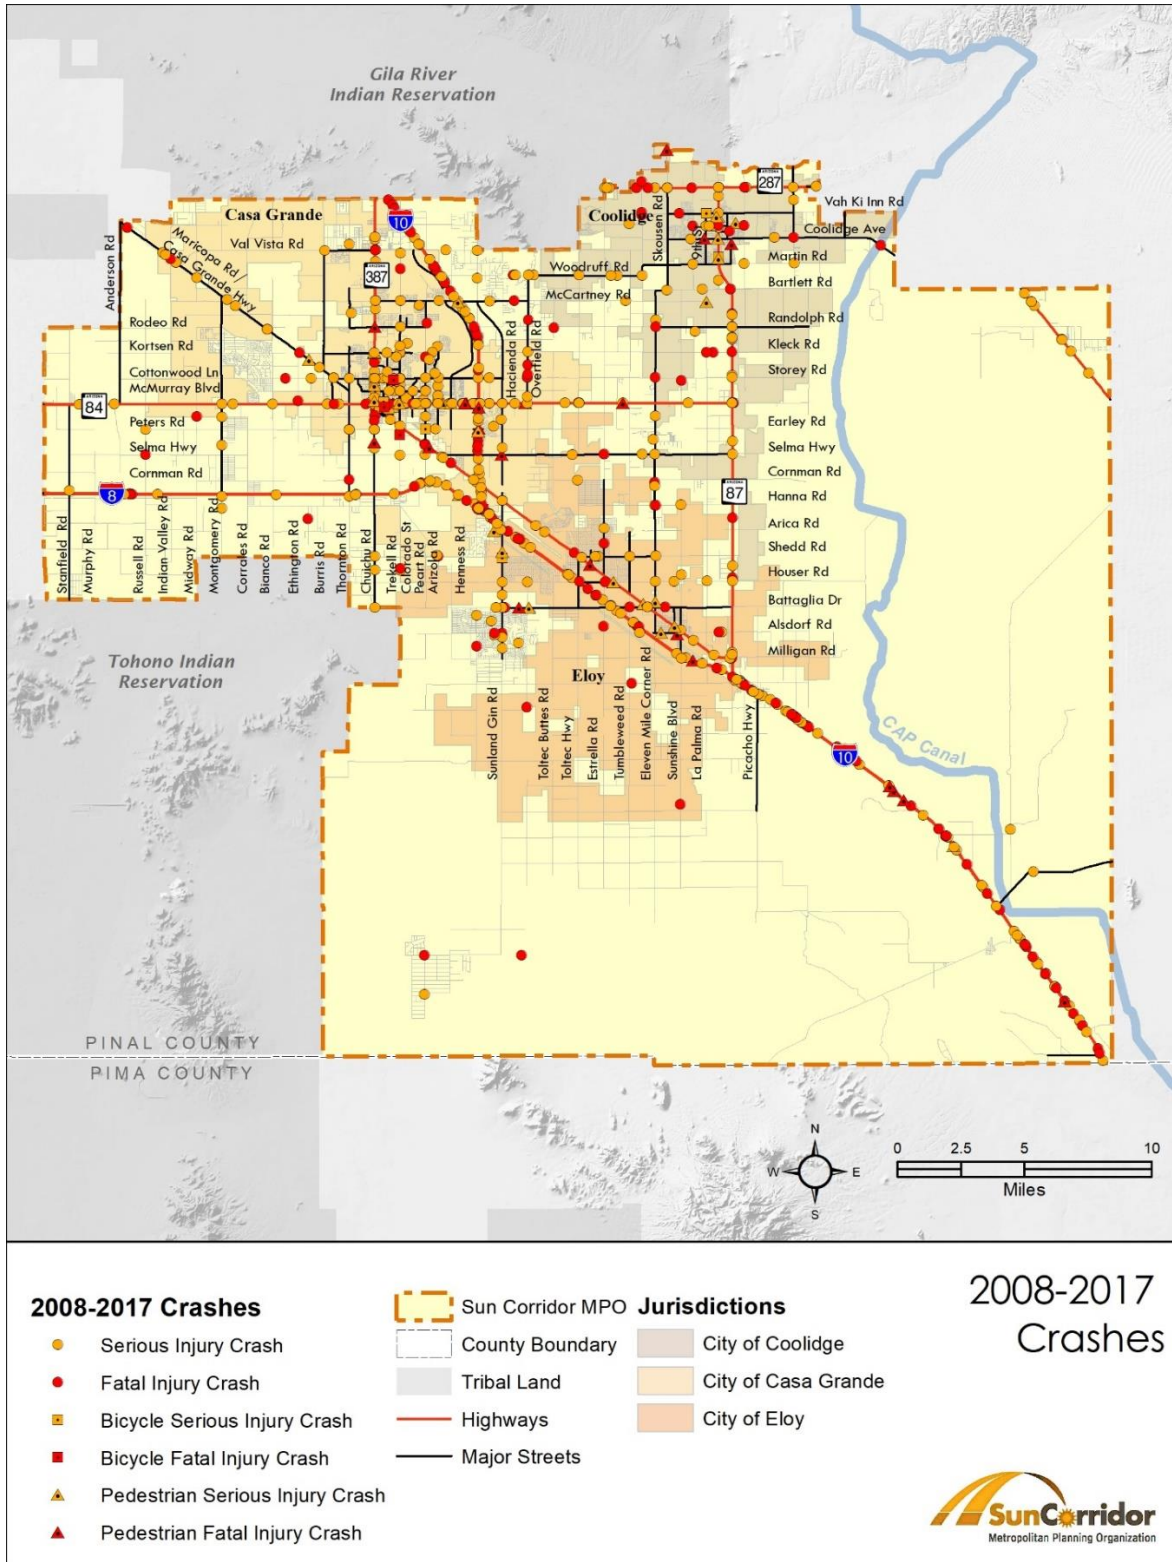 Gila River
Indian Reservation
ARIZONA
287
Casa Grande
10
Coolidge
Vah Ki Inn Rd
Coolidge Ave
Val Vista Rd
Maricopa Rd /
Casa Grande Hwy
Anderson Rd
ARIZONA
387
Skousen Rd
9th St
Martin Rd
Woodruff Rd
Bartlett Rd
McCartney Rd
Rodeo Rd
Randolph Rd
Kortsen Rd
Kleck Rd
Hacienda Rd
Overfield Rd
Cottonwood Ln
Storey Rd
McMurray Blvd
ARIZONA
84
Peters Rd
Earley Rd
Selma Hwy
Selma Hwy
Cornman Rd
Cornman Rd
8
ARIZONA
87
Hanna Rd
Arica Rd
Shedd Rd
Houser Rd
Stanfield Rd
Murphy Rd
Russell Rd
Indian Valley Rd
Midway Rd
Montgomery Rd
Corrales Rd
Bianco Rd
Ethington Rd
Burris Rd
Thornton Rd
Chuichu Rd
Trekell Rd
Colorado St
Peart Rd
Arizola Rd
Henness Rd
Battaglia Dr
Alsdorf Rd
Milligan Rd
Tohono Indian
Reservation
Eloy
Sunland Gin Rd
Toltec Buttes Rd
Toltec Hwy
Estrella Rd
Tumbleweed Rd
Eleven Mile Corner Rd
Sunshine Blvd
La Palma Rd
Picacho Hwy
10
CAP Canal
PINAL COUNTY
PIMA COUNTY
N
W
E
S
0 2.5 5 10
Miles
2008-2017 Crashes
Serious Injury Crash
Fatal Injury Crash
Bicycle Serious Injury Crash
Bicycle Fatal Injury Crash
Pedestrian Serious Injury Crash
Pedestrian Fatal Injury Crash
Sun Corridor MPO
County Boundary
Tribal Land
Highways
Major Streets
Jurisdictions
City of Coolidge
City of Casa Grande
City of Eloy
2008-2017
Crashes
SunCorridor
Metropolitan Planning Organization